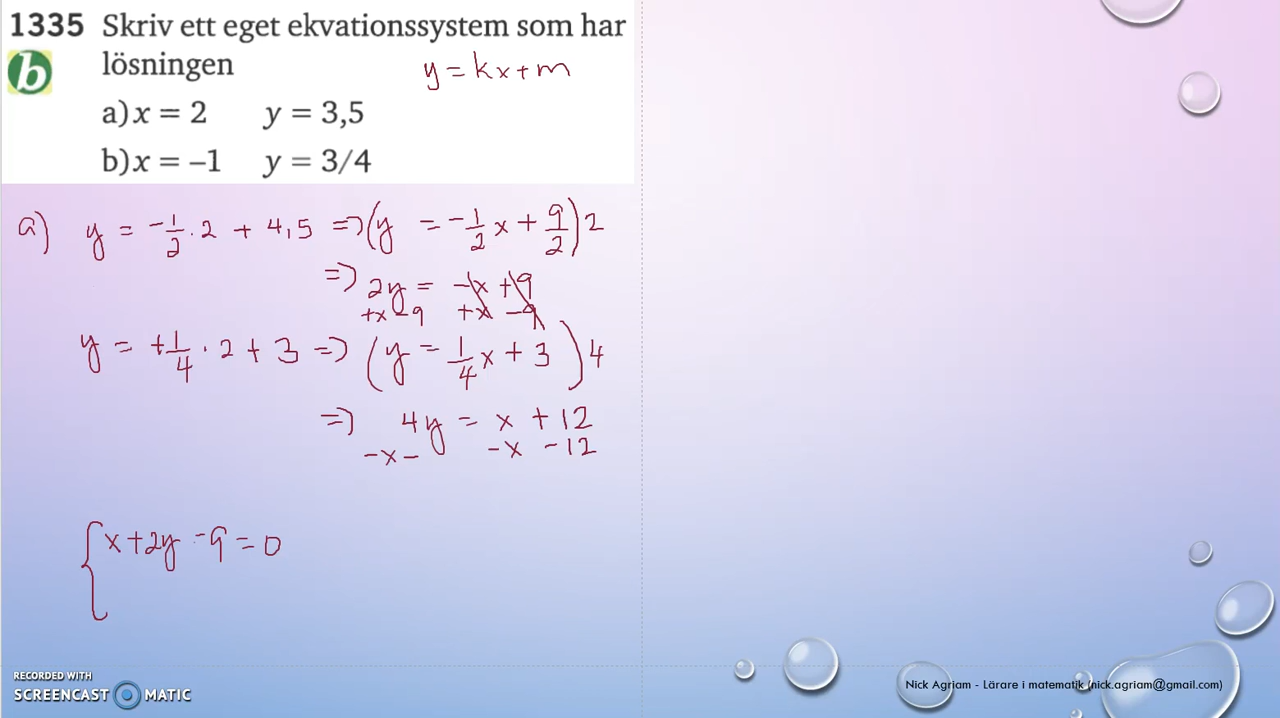 1335 Skriv ett eget ekvationssystem som har
b lösningen
y = kx + m
a) x = 2 y = 3,5
b) x = –1 y = 3/4
a) y = -1/2 · 2 + 4,5 => (y = -1/2 x + 9/2) 2
=> 2y = -x + 9
+x -9 +x -9
y = +1/4 · 2 + 3 => (y = 1/4 x + 3) 4
=> 4y = x + 12
-x - -x -12
{ x + 2y - 9 = 0
RECORDED WITH
SCREENCAST MATIC
Nick Agriam - Lärare i matematik (nick.agriam@gmail.com)